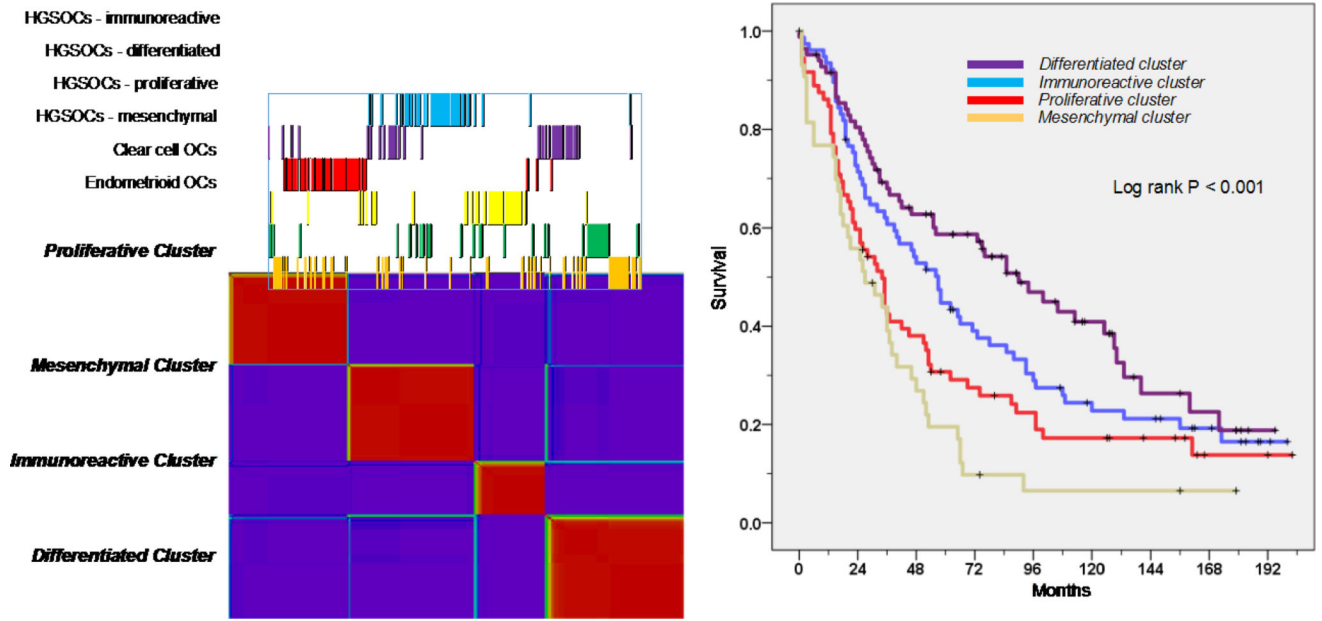 HGSOCs - immunoreactive
HGSOCs - differentiated
HGSOCs - proliferative
HGSOCs - mesenchymal
Clear cell OCs
Endometrioid OCs
Proliferative Cluster
Mesenchymal Cluster
Immunoreactive Cluster
Differentiated Cluster
1.0
0.8
0.6
0.4
0.2
0.0
Survival
Differentiated cluster
Immunoreactive cluster
Proliferative cluster
Mesenchymal cluster
Log rank P < 0.001
0 24 48 72 96 120 144 168 192
Months